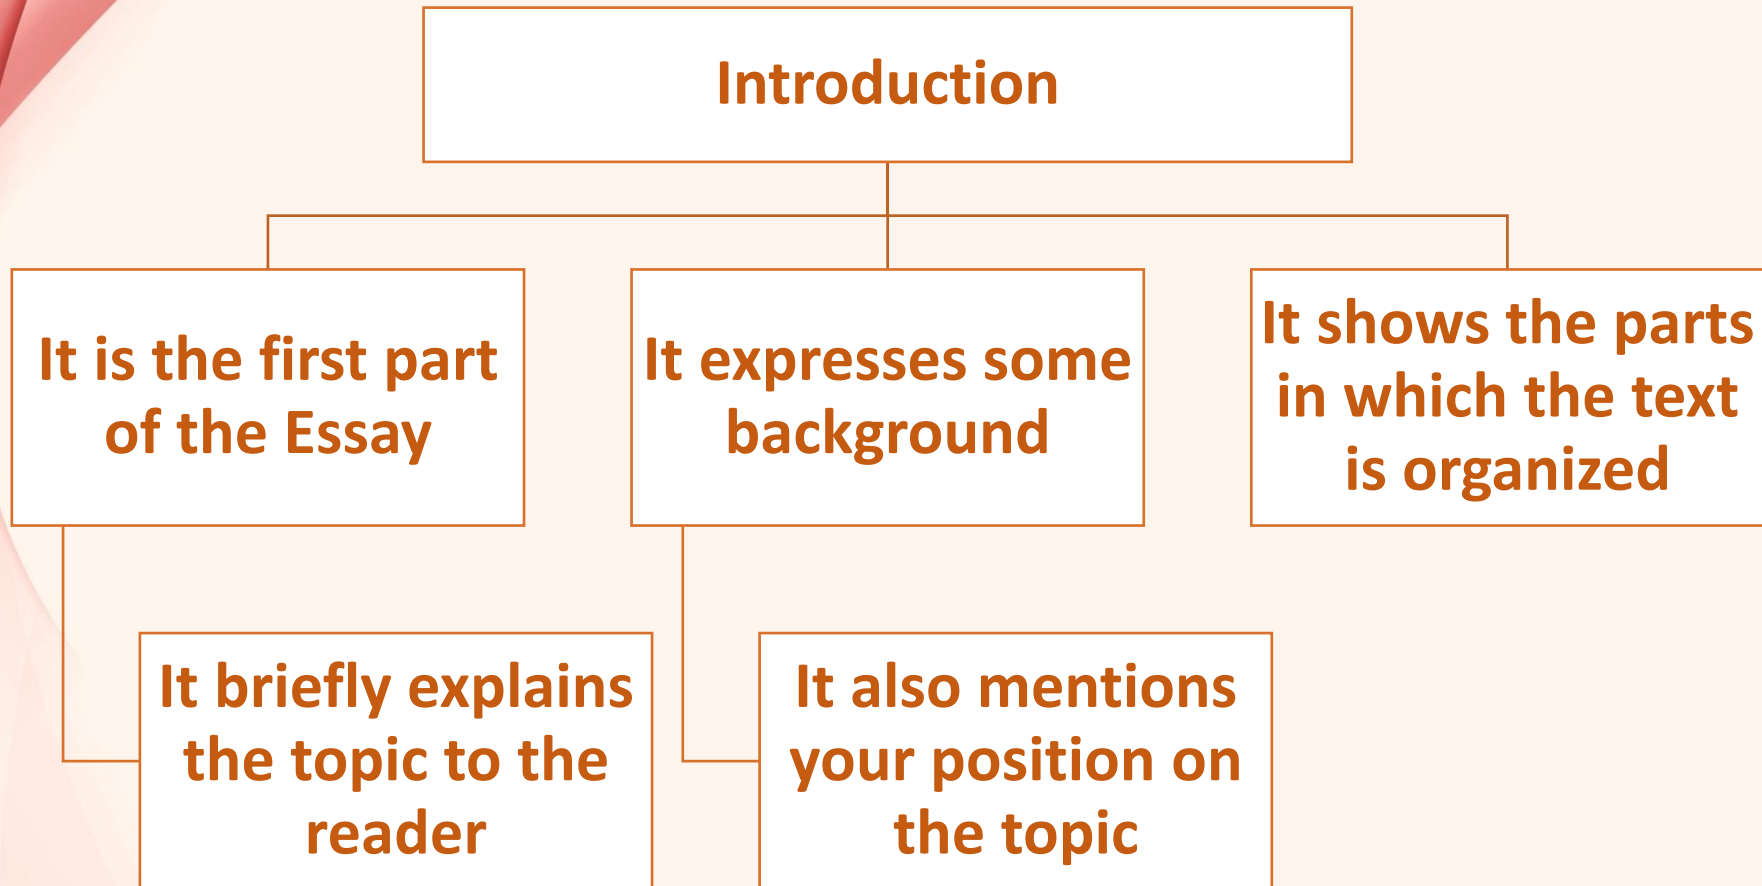 Introduction
It is the first part
of the Essay
It expresses some
background
It shows the parts
in which the text
is organized
It briefly explains
the topic to the
reader
It also mentions
your position on
the topic